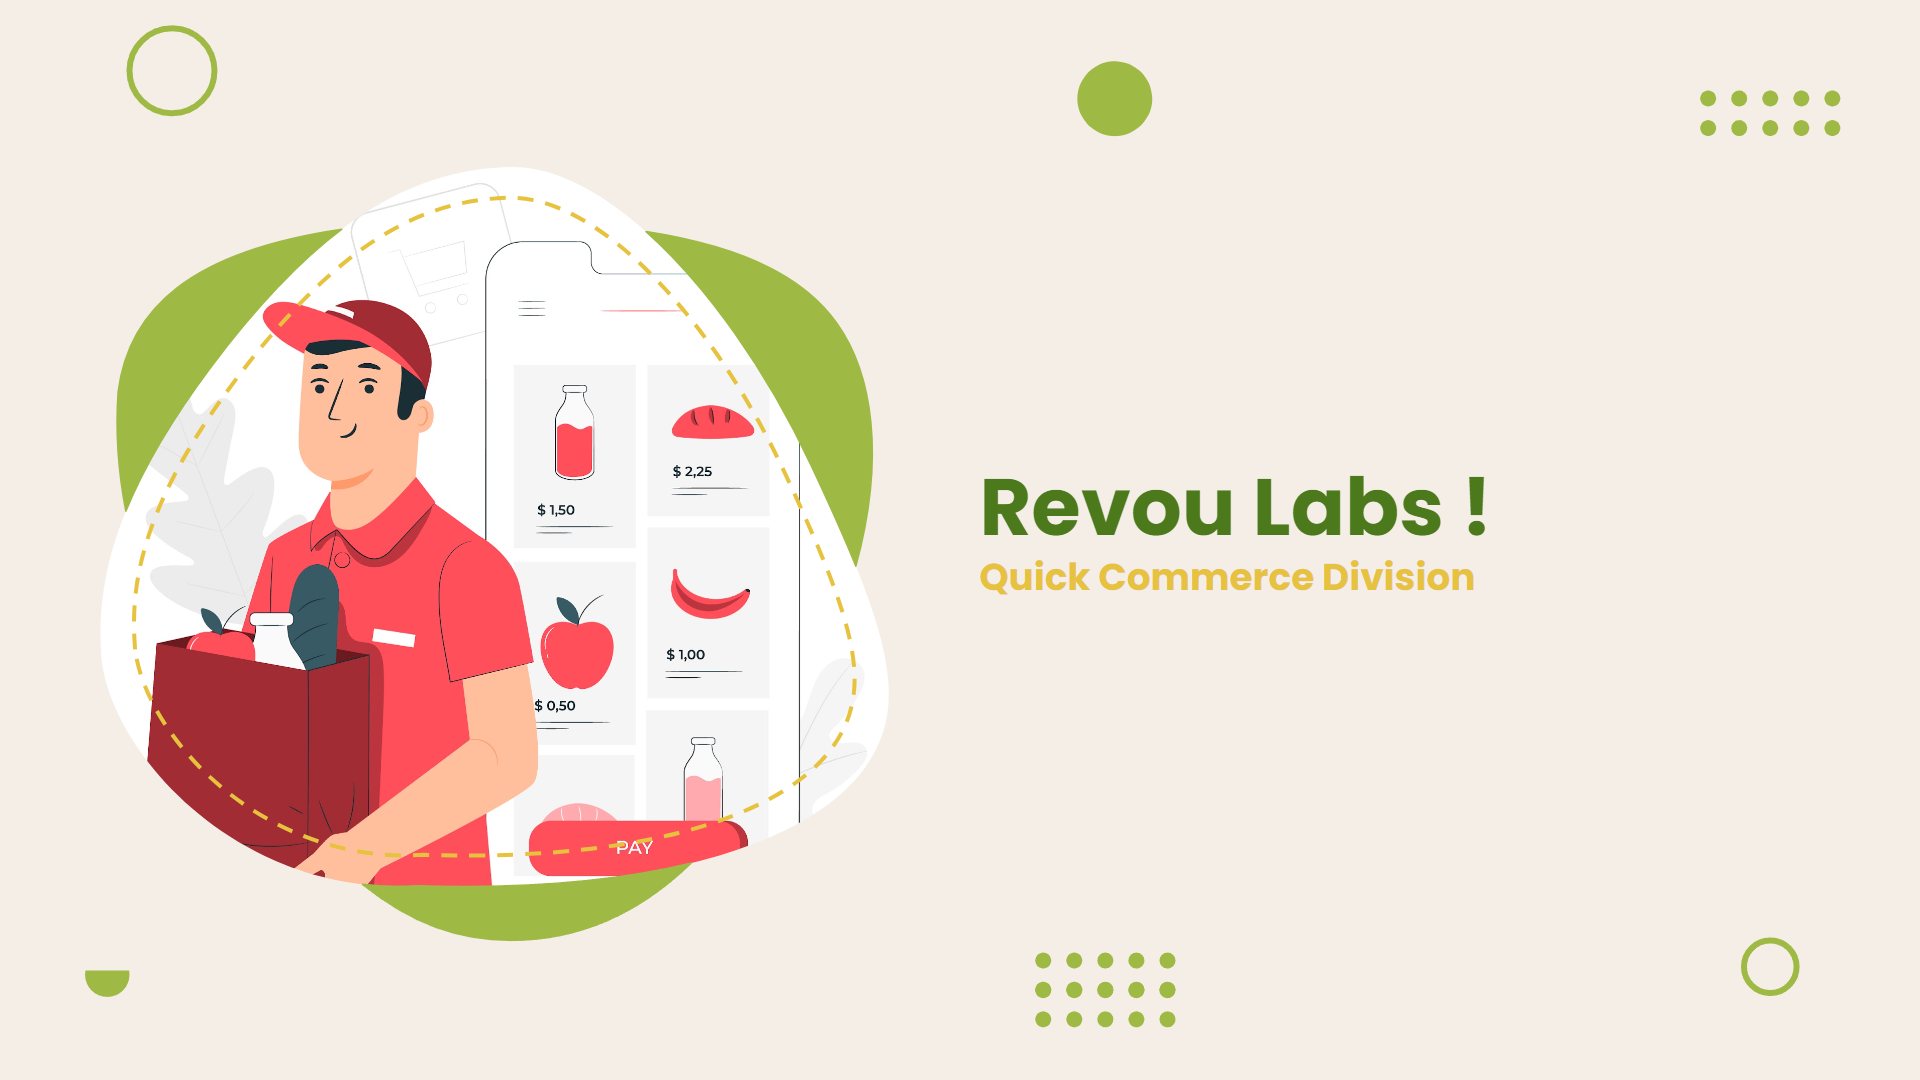 $ 2,25
$ 1,50
$ 1,00
$ 0,50
PAY
Revou Labs !
Quick Commerce Division